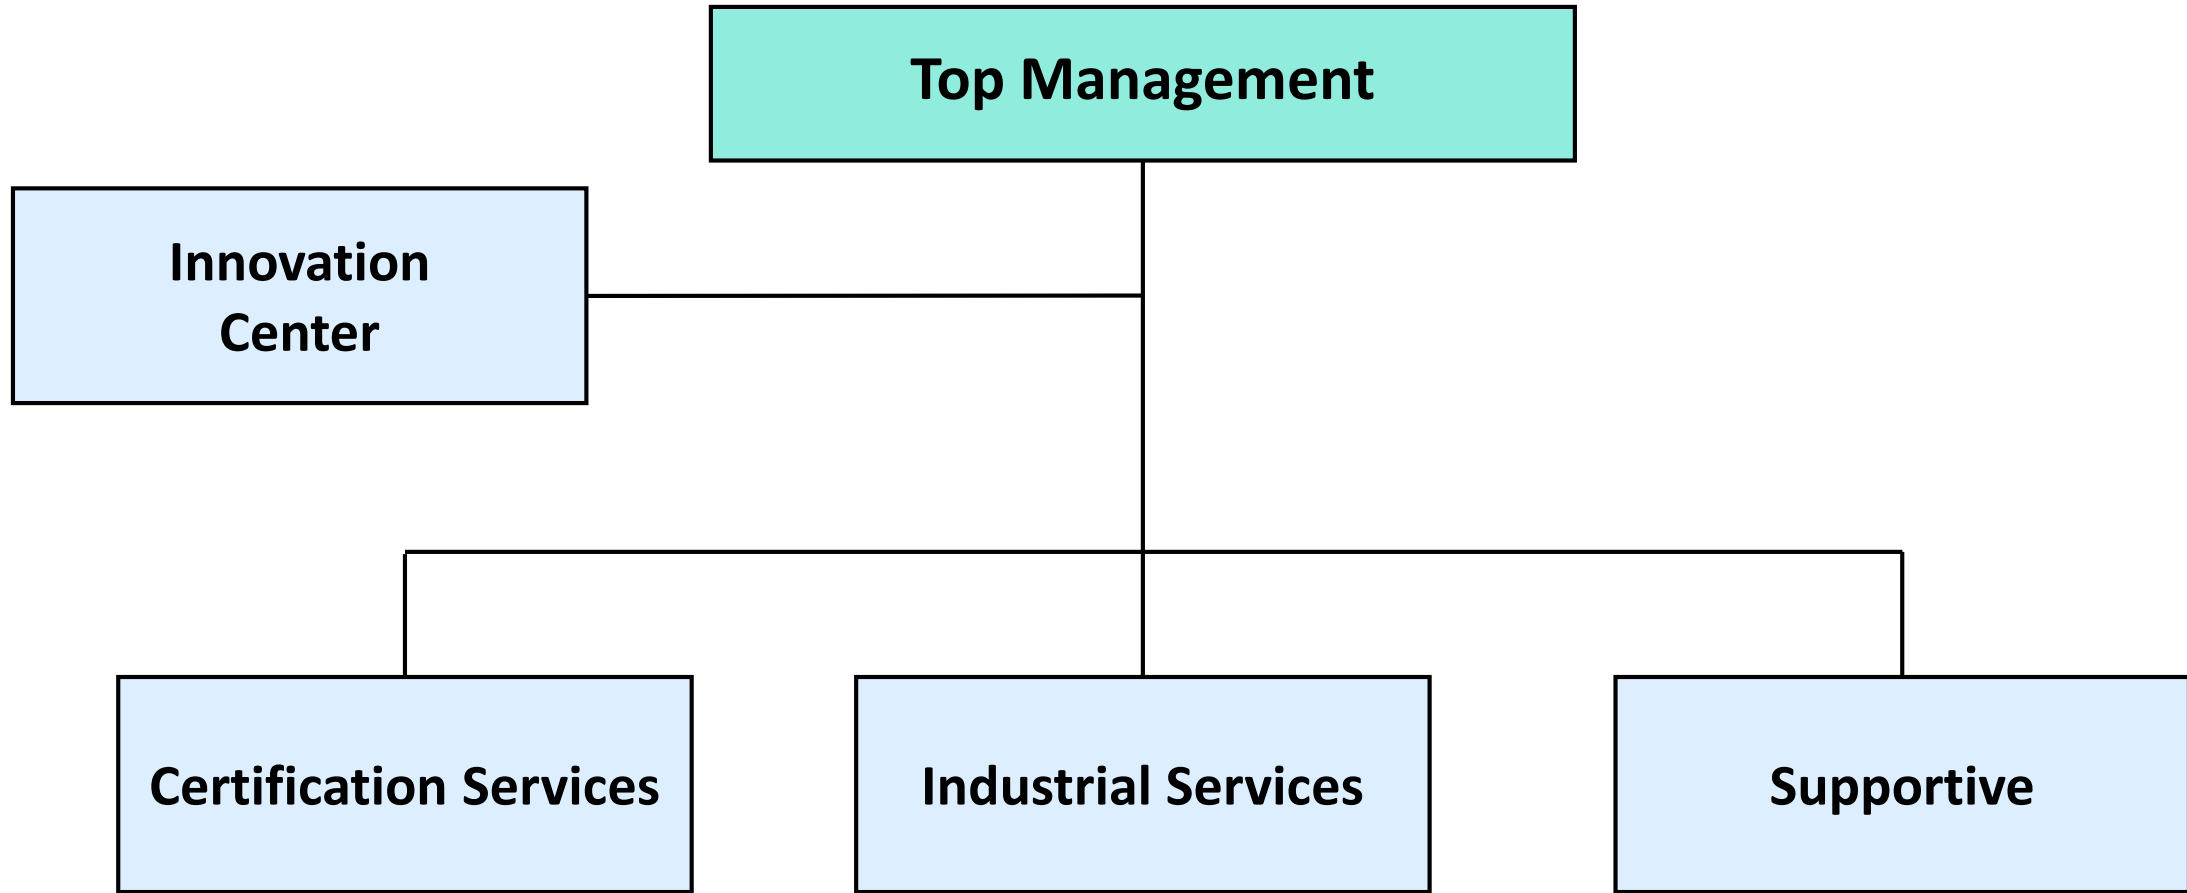 Top Management
Innovation
Center
Certification Services
Industrial Services
Supportive